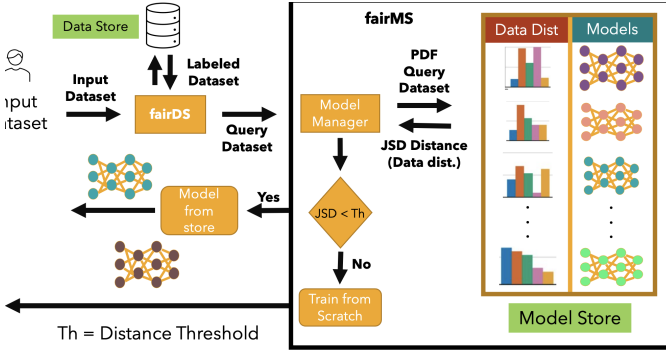 fairMS
Data Store
Labeled
Dataset
Input
Dataset
nput
taset
fairDS
Query
Dataset
Model
Manager
PDF
Query
Dataset
JSD Distance
(Data dist.)
Data Dist
Models
JSD < Th
Yes
Model
from
store
No
Train from
Scratch
Th = Distance Threshold
Model Store